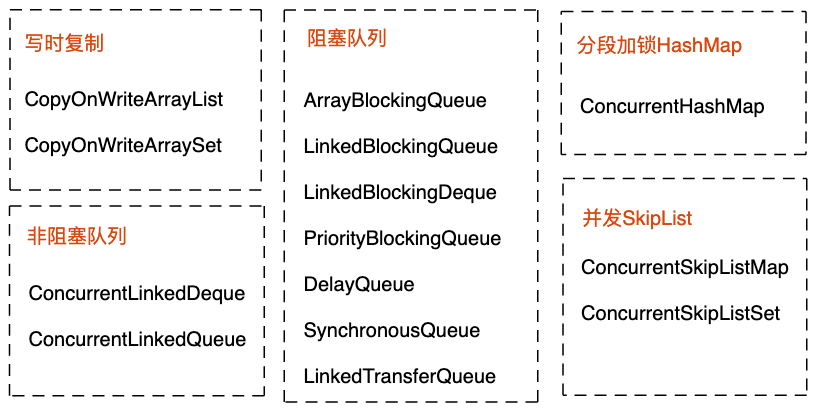 写时复制
CopyOnWriteArrayList
CopyOnWriteArraySet
非阻塞队列
ConcurrentLinkedDeque
ConcurrentLinkedQueue
阻塞队列
ArrayBlockingQueue
LinkedBlockingQueue
LinkedBlockingDeque
PriorityBlockingQueue
DelayQueue
SynchronousQueue
LinkedTransferQueue
分段加锁HashMap
ConcurrentHashMap
并发SkipList
ConcurrentSkipListMap
ConcurrentSkipListSet